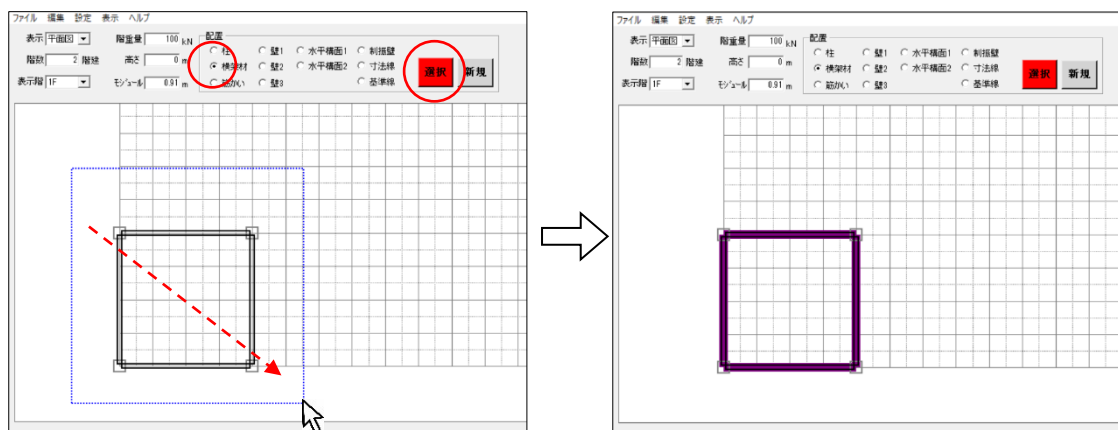 ファイル 編集 設定 表示 ヘルプ
表示 平面図 階重量 100 kN 配置
柱 壁1 水平構面1 制振壁
階数 2 階建 高さ 0 m 横架材 壁2 水平構面2 寸法線 選択 新規
表示階 1F モジュール 0.91 m 筋かい 壁3 基準線
ファイル 編集 設定 表示 ヘルプ
表示 平面図 階重量 100 kN 配置
柱 壁1 水平構面1 制振壁
階数 2 階建 高さ 0 m 横架材 壁2 水平構面2 寸法線 選択 新規
表示階 1F モジュール 0.91 m 筋かい 壁3 基準線